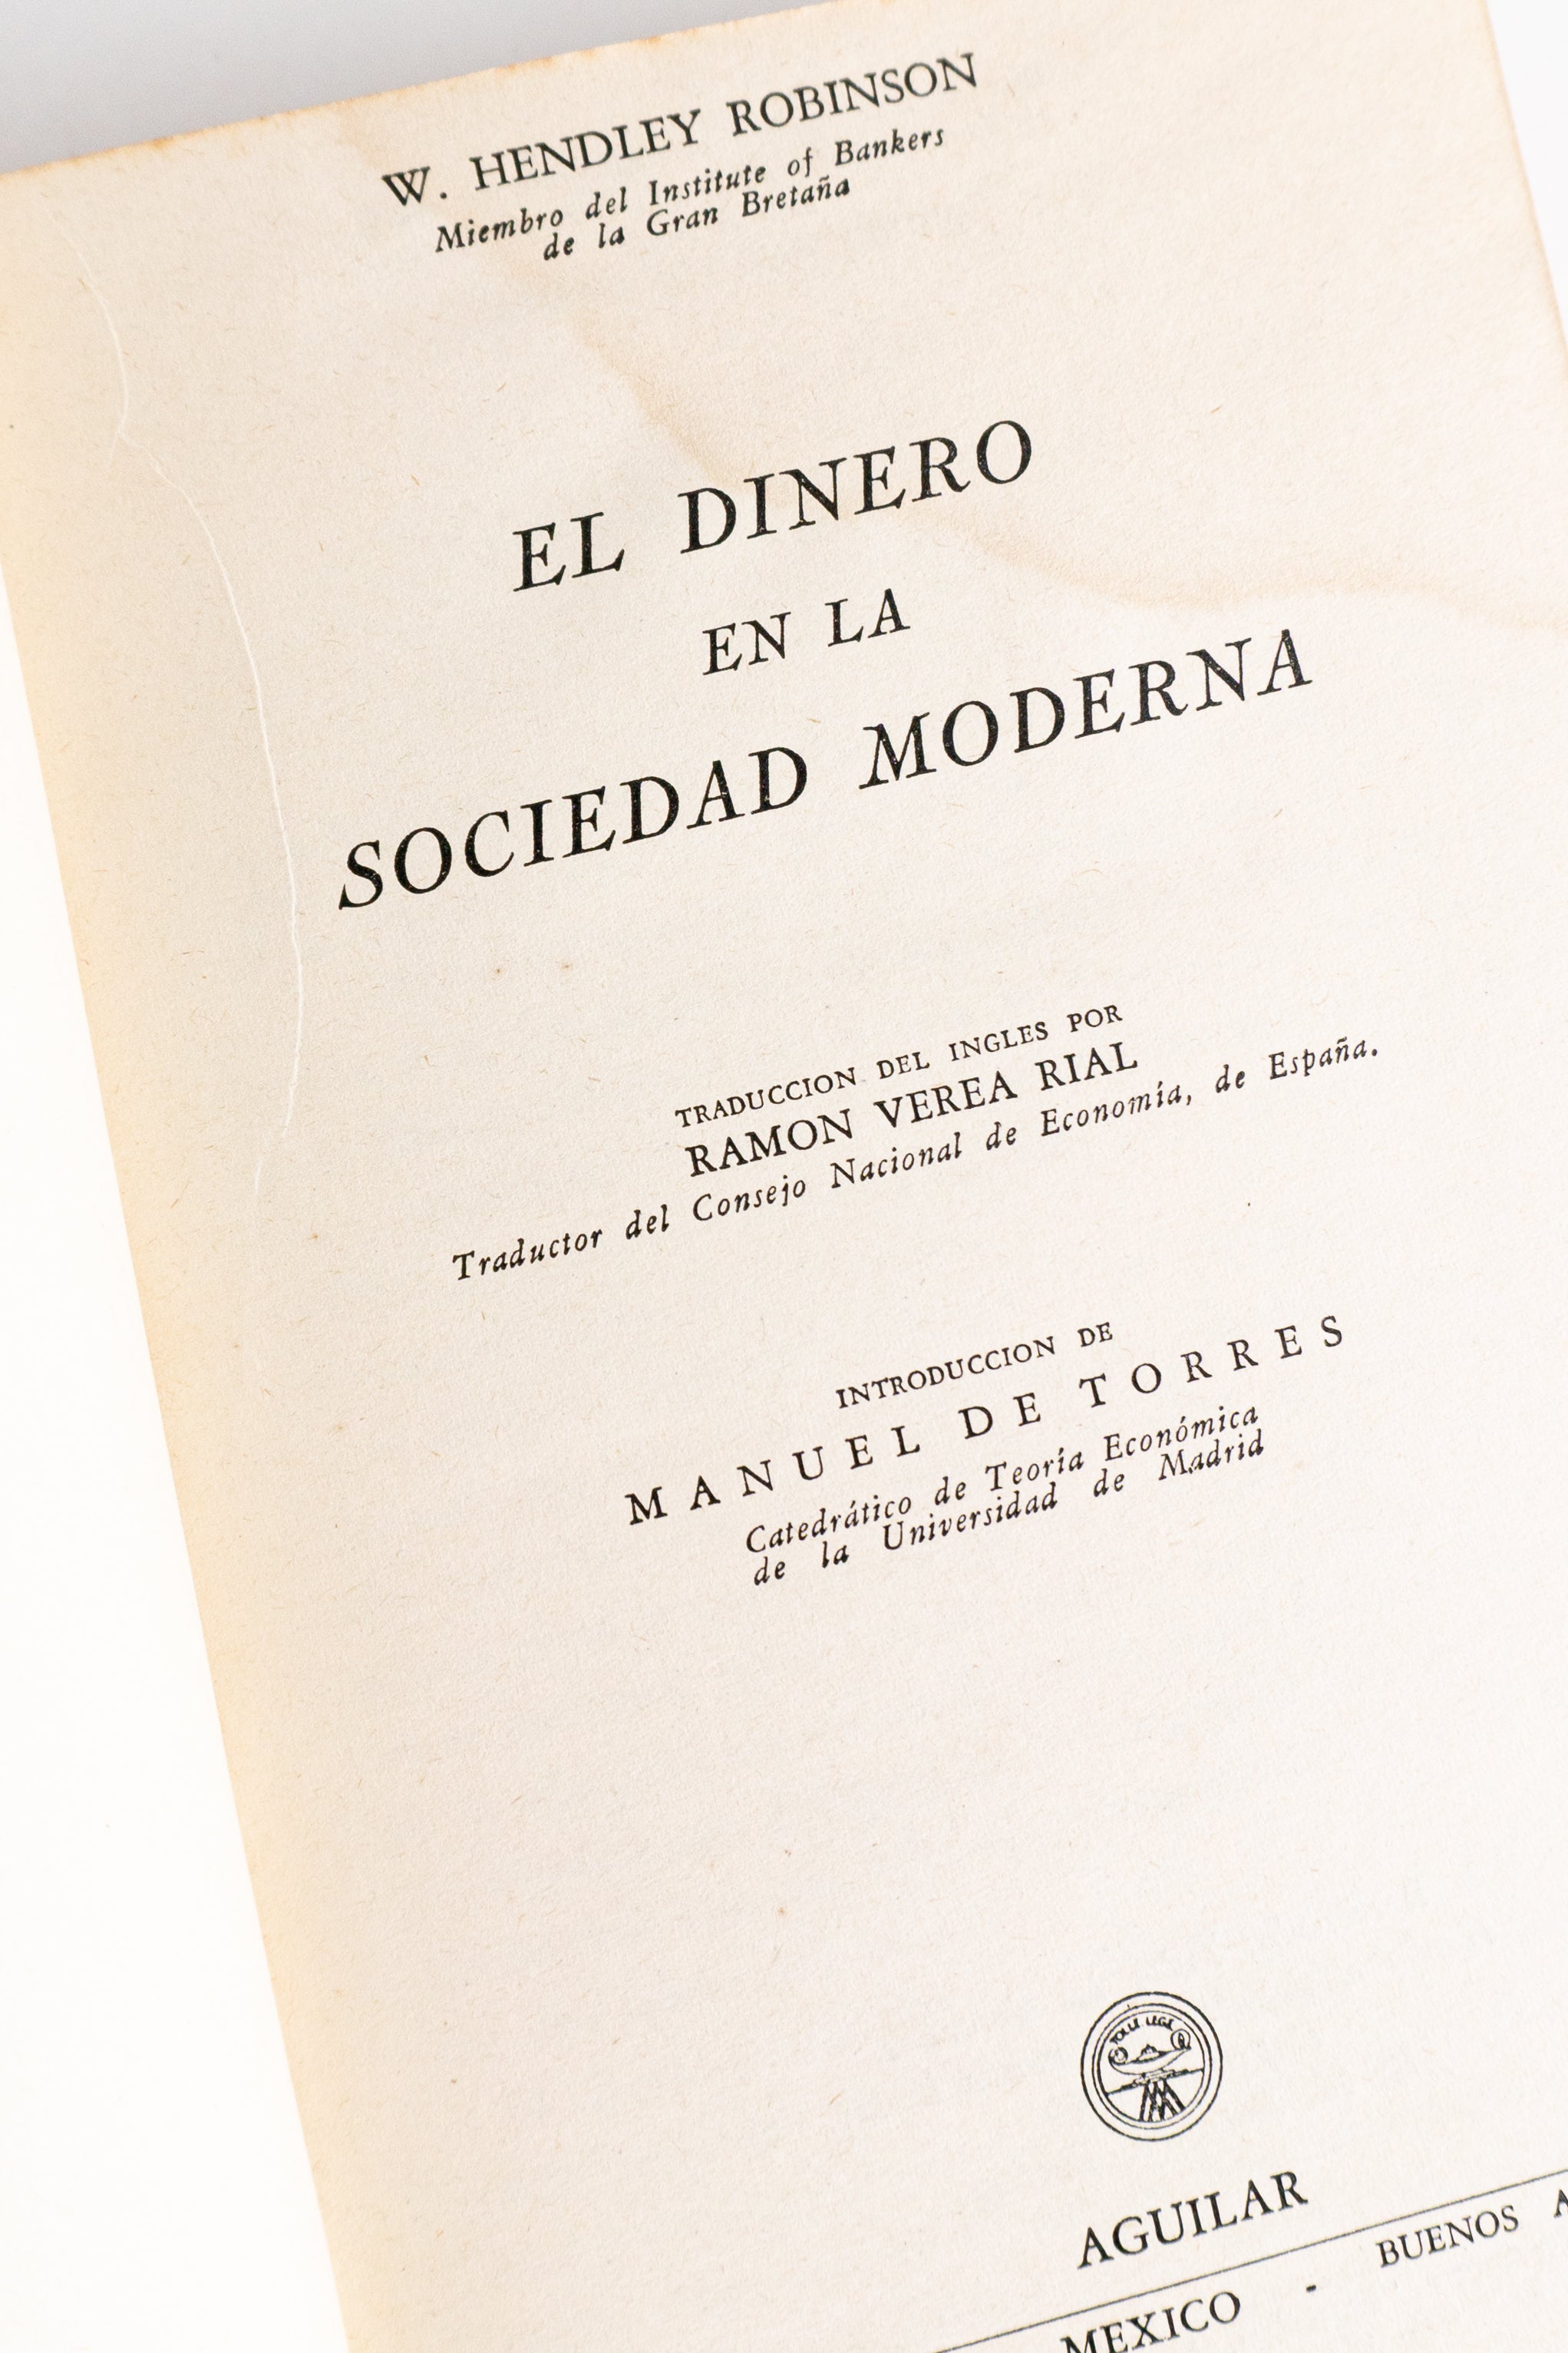 W. HENDLEY ROBINSON
Miembro del Institute of Bankers
de la Gran Bretaña
EL DINERO
EN LA
SOCIEDAD MODERNA
TRADUCCION DEL INGLES POR
RAMON VEREA RIAL
Traductor del Consejo Nacional de Economía, de España.
INTRODUCCION DE
MANUEL DE TORRES
Catedrático de Teoría Económica
de la Universidad de Madrid
TOLLE LEGE
AGUILAR
MEXICO - BUENOS